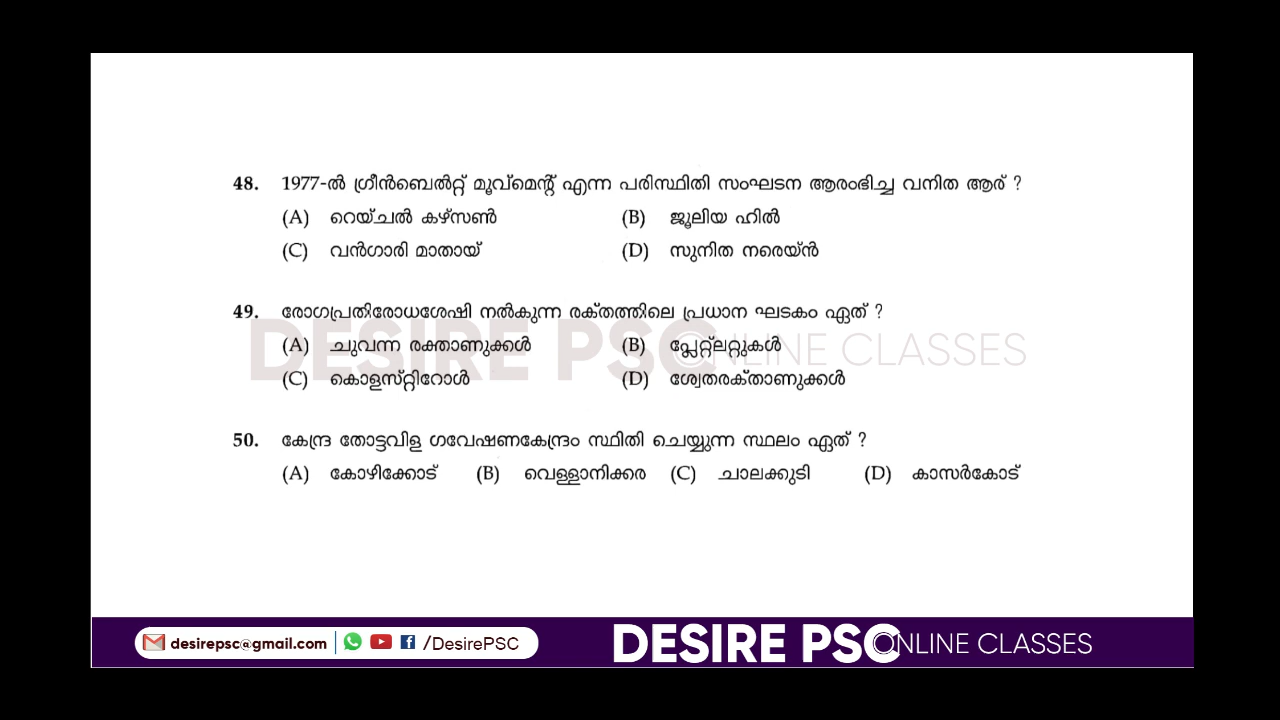 48. 1977-ൽ ഗ്രീൻബെൽറ്റ് മൂവ്മെന്റ് എന്ന പരിസ്ഥിതി സംഘടന ആരംഭിച്ച വനിത ആര് ?
(A) റെയ്ചൽ കഴ്സൺ (B) ജൂലിയ ഹിൽ
(C) വൻഗാരി മാതായ് (D) സുനിത നരെയ്ൻ
49. രോഗപ്രതിരോധശേഷി നൽകുന്ന രക്തത്തിലെ പ്രധാന ഘടകം ഏത് ?
DESIRE PSC ONLINE CLASSES
(A) ചുവന്ന രക്താണുക്കൾ (B) പ്ലേറ്റ്ലറ്റുകൾ
(C) കൊളസ്റ്റിറോൾ (D) ശ്വേതരക്താണുക്കൾ
50. കേന്ദ്ര തോട്ടവിള ഗവേഷണകേന്ദ്രം സ്ഥിതി ചെയ്യുന്ന സ്ഥലം ഏത് ?
(A) കോഴിക്കോട് (B) വെള്ളാനിക്കര (C) ചാലക്കുടി (D) കാസർകോട്
desirepsc@gmail.com /DesirePSC DESIRE PSC ONLINE CLASSES